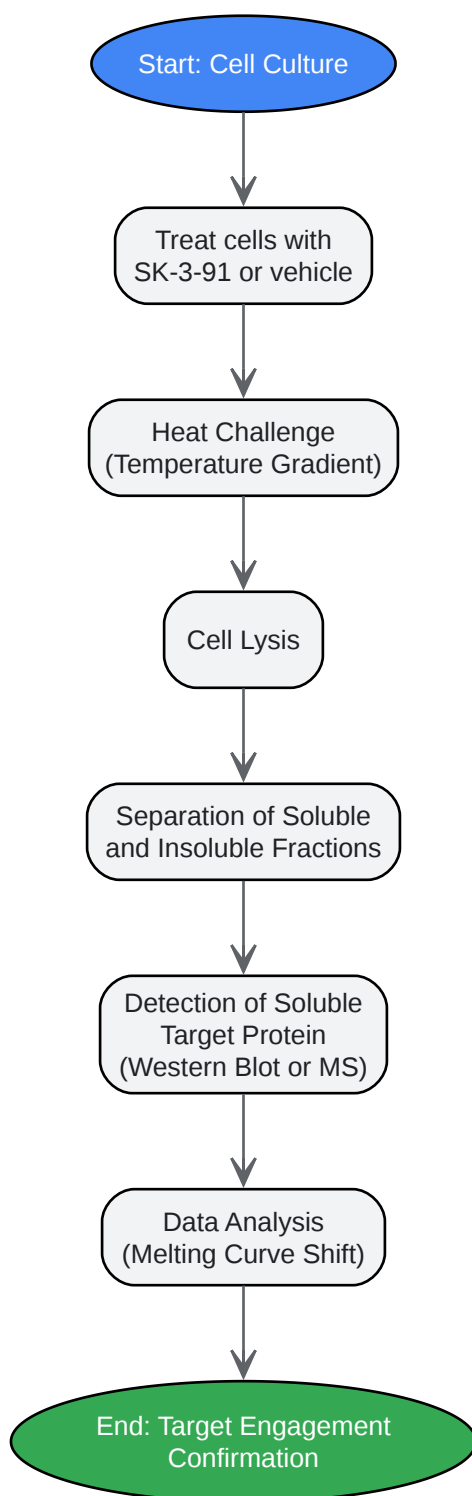 Start: Cell Culture
Treat cells with
SK-3-91 or vehicle
Heat Challenge
(Temperature Gradient)
Cell Lysis
Separation of Soluble
and Insoluble Fractions
Detection of Soluble
Target Protein
(Western Blot or MS)
Data Analysis
(Melting Curve Shift)
End: Target Engagement
Confirmation